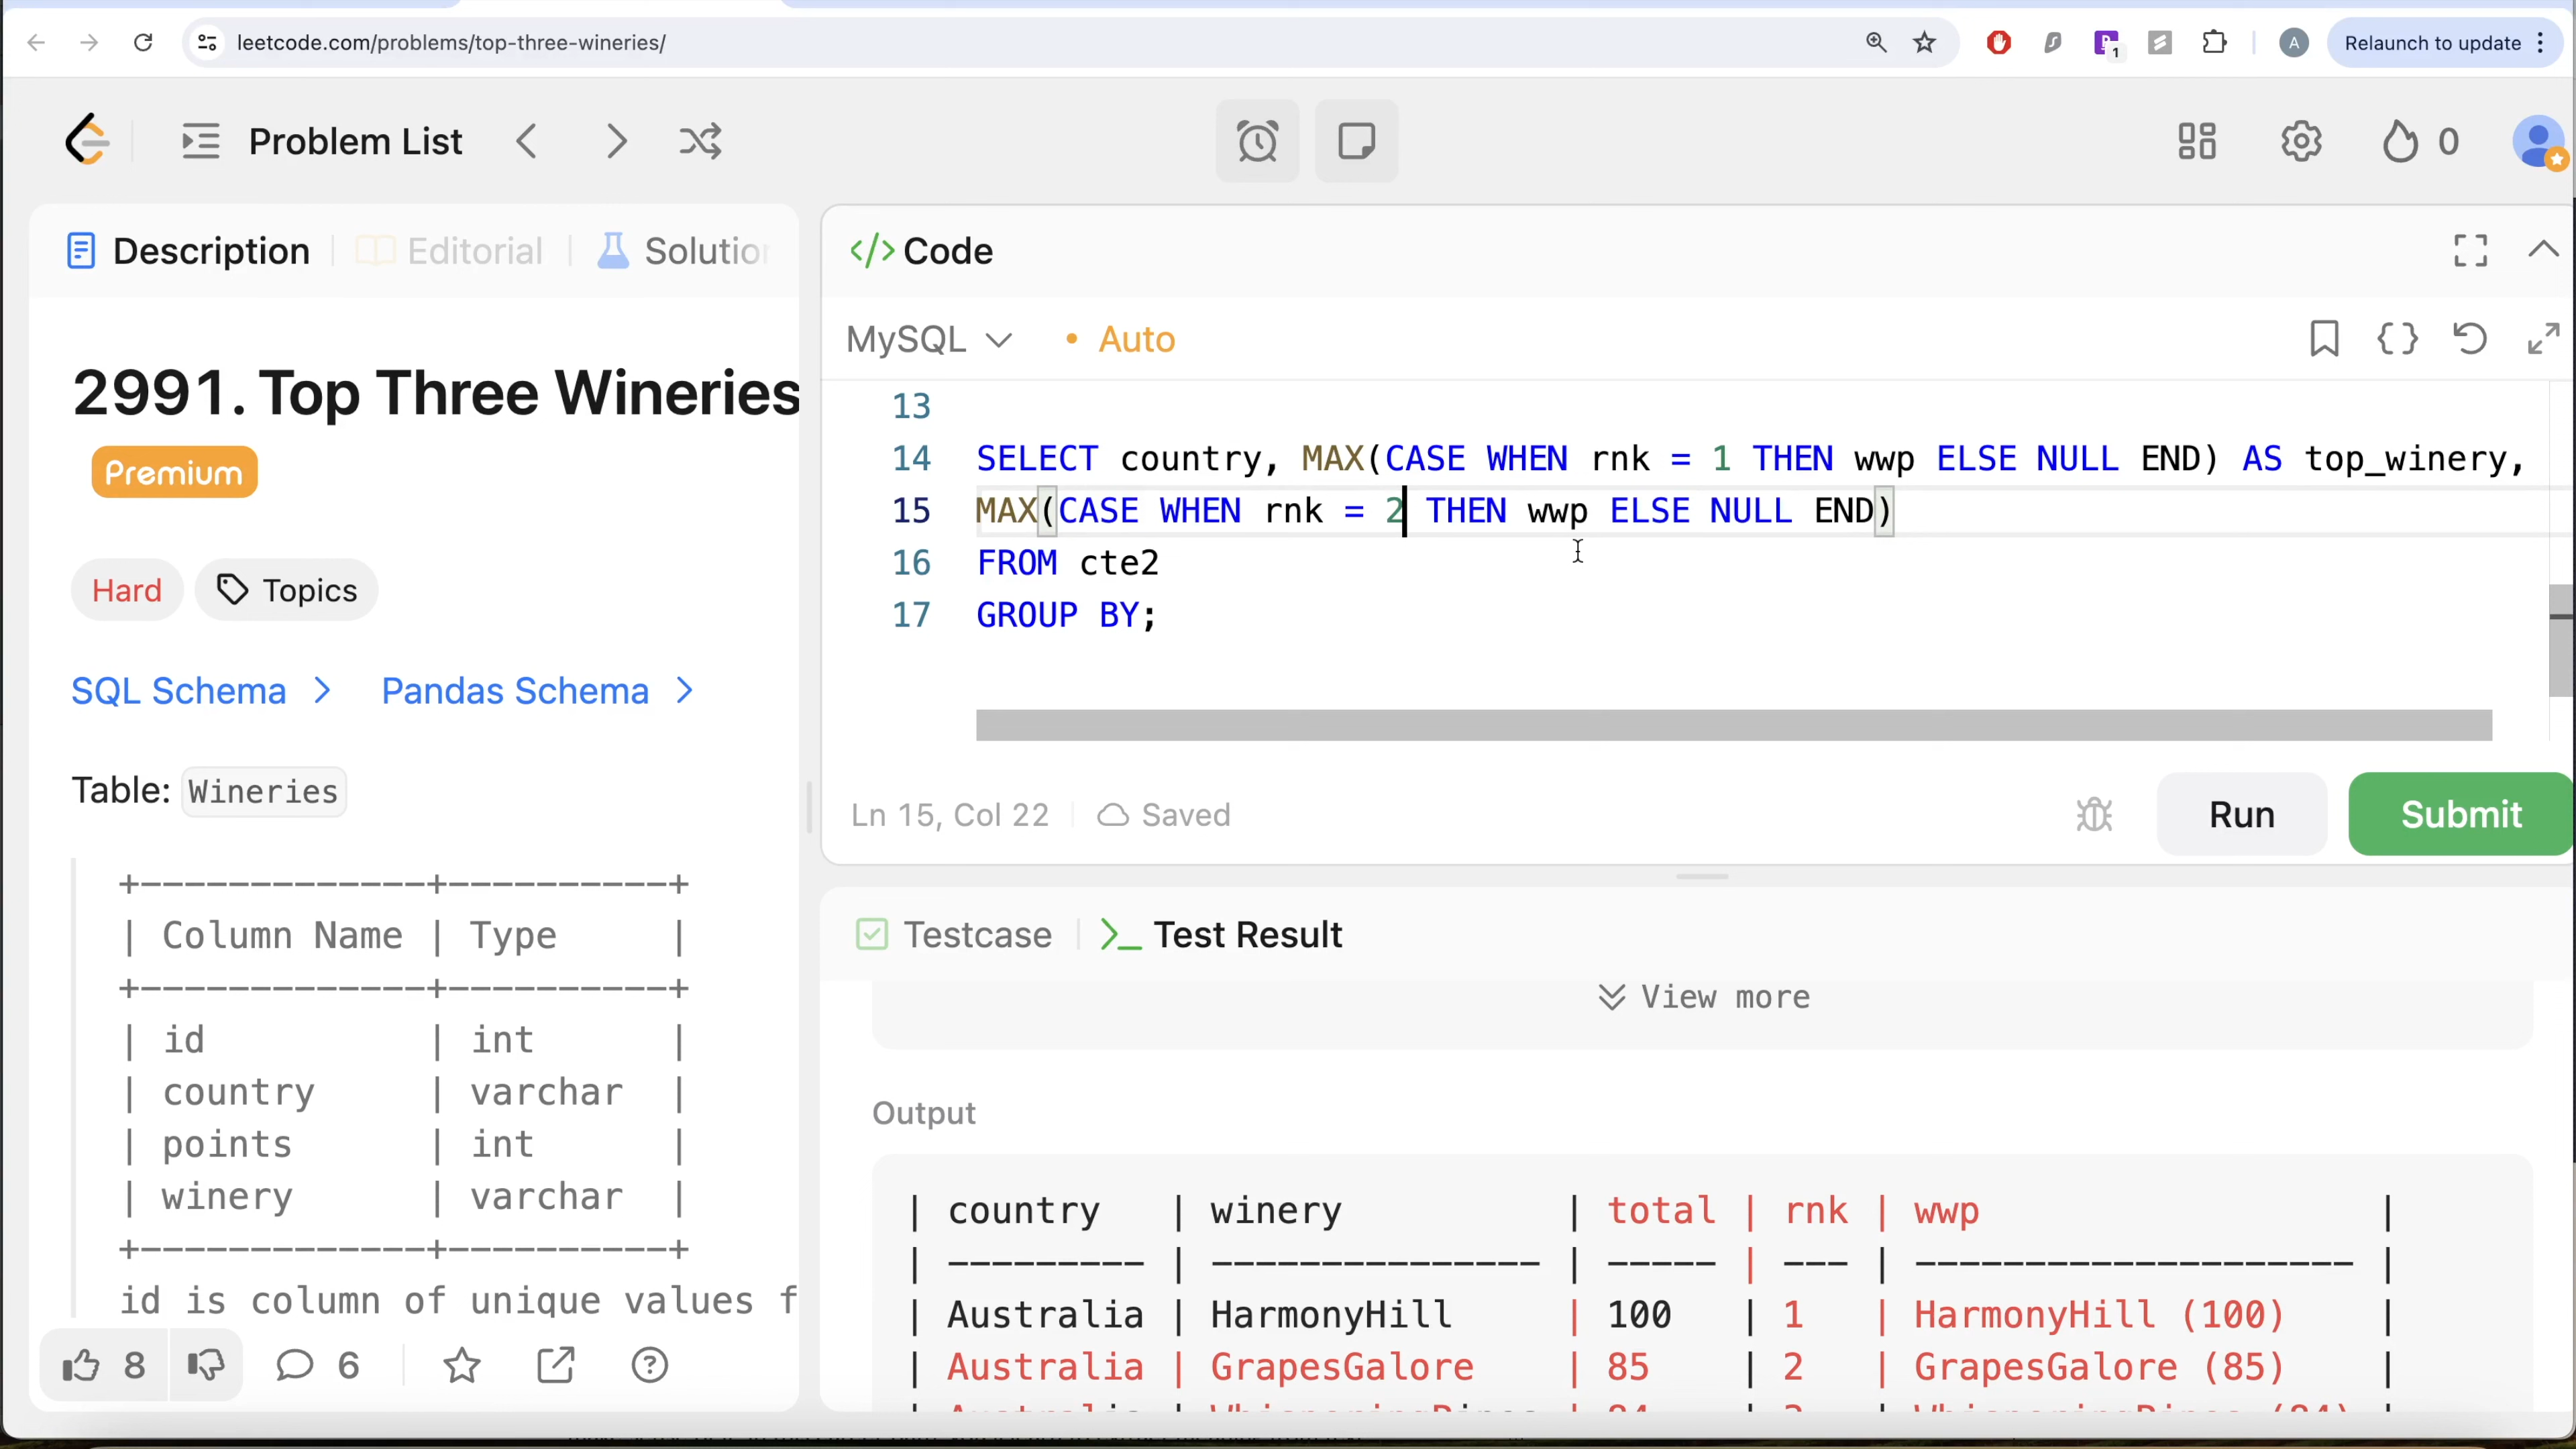 leetcode.com/problems/top-three-wineries/
1
A
Relaunch to update
Problem List
0
Description
Editorial
Solutio
2991. Top Three Wineries
Premium
Hard
Topics
SQL Schema
Pandas Schema
Table: Wineries
+-------------+----------+
| Column Name | Type     |
+-------------+----------+
| id          | int      |
| country     | varchar  |
| points      | int      |
| winery      | varchar  |
+-------------+----------+
id is column of unique values f
8
6
</> Code
MySQL
Auto
13
14 SELECT country, MAX(CASE WHEN rnk = 1 THEN wwp ELSE NULL END) AS top_winery,
15 MAX(CASE WHEN rnk = 2 THEN wwp ELSE NULL END)
16 FROM cte2
17 GROUP BY;
Ln 15, Col 22
Saved
Run
Submit
Testcase
Test Result
View more
Output
| country   | winery          | total | rnk | wwp                  |
| --------- | --------------- | ----- | --- | -------------------- |
| Australia | HarmonyHill     | 100   | 1   | HarmonyHill (100)    |
| Australia | GrapesGalore    | 85    | 2   | GrapesGalore (85)    |